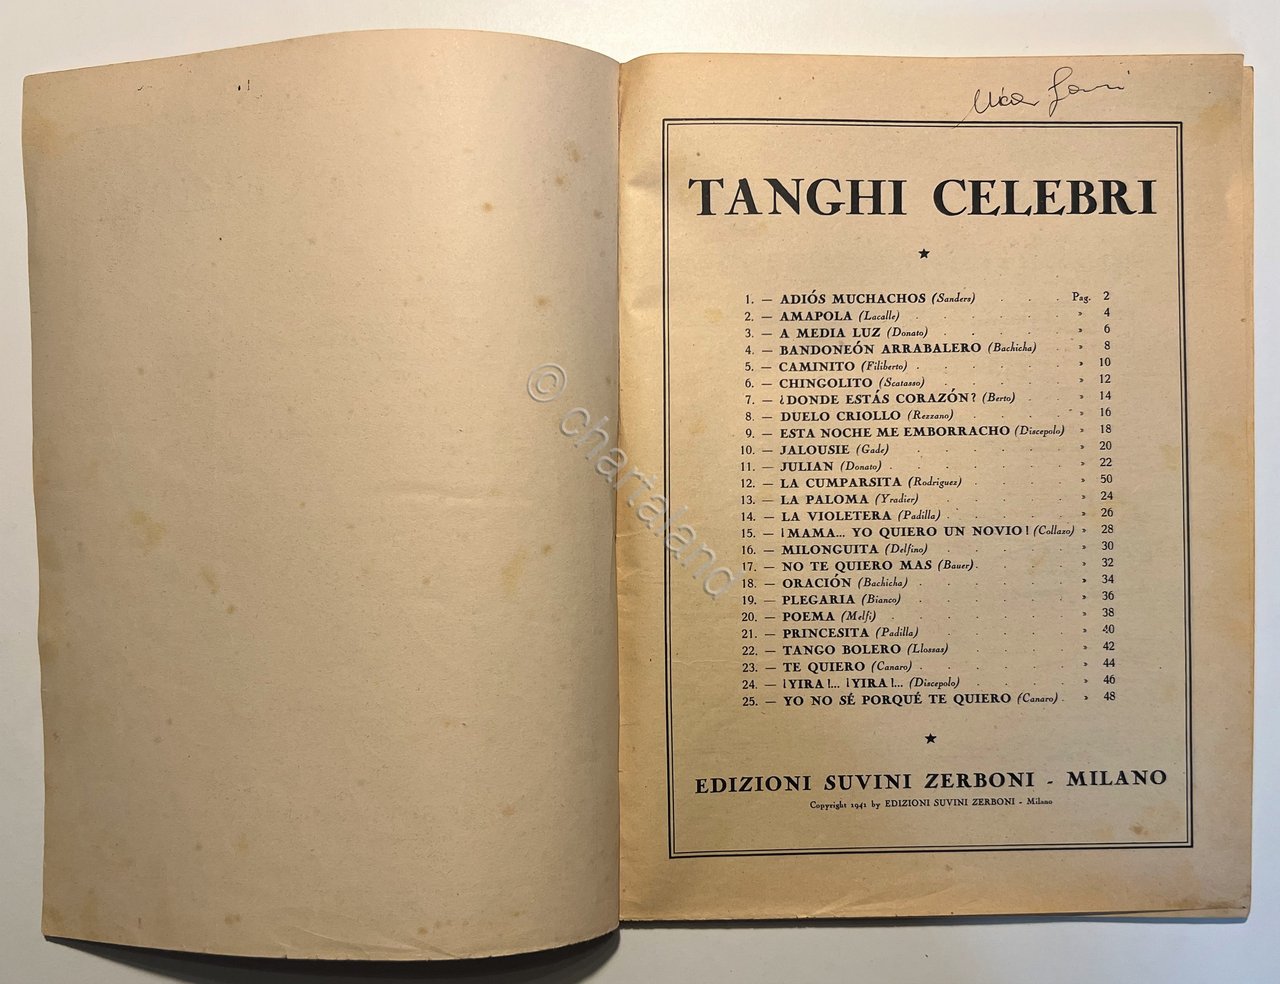 TANGHI CELEBRI
★
1. — ADIÓS MUCHACHOS (Sanders) . . . Pag. 2
2. — AMAPOLA (Lacalle) . . . . . . » 4
3. — A MEDIA LUZ (Donato) . . . . . » 6
4. — BANDONEÓN ARRABALERO (Bachicha) . » 8
5. — CAMINITO (Filiberto) . . . . . . » 10
6. — CHINGOLITO (Scatasso) . . . . . » 12
7. — ¿DONDE ESTÁS CORAZÓN? (Berto) . . » 14
8. — DUELO CRIOLLO (Rezzano) . . . . » 16
9. — ESTA NOCHE ME EMBORRACHO (Discepolo) » 18
10. — JALOUSIE (Gade) . . . . . . » 20
11. — JULIAN (Donato) . . . . . . . » 22
12. — LA CUMPARSITA (Rodriguez) . . . . » 50
13. — LA PALOMA (Yradier) . . . . . » 24
14. — LA VIOLETERA (Padilla) . . . . . » 26
15. — ¡MAMA... YO QUIERO UN NOVIO! (Collazo) » 28
16. — MILONGUITA (Delfino) . . . . . » 30
17. — NO TE QUIERO MAS (Bauer) . . . . » 32
18. — ORACIÓN (Bachicha) . . . . . . » 34
19. — PLEGARIA (Bianco) . . . . . . » 36
20. — POEMA (Melfi) . . . . . . . » 38
21. — PRINCESITA (Padilla) . . . . . » 40
22. — TANGO BOLERO (Llossas) . . . . » 42
23. — TE QUIERO (Canaro) . . . . . . » 44
24. — ¡YIRA!... ¡YIRA!... (Discepolo) . . . . » 46
25. — YO NO SÉ PORQUÉ TE QUIERO (Canaro) . » 48
★
EDIZIONI SUVINI ZERBONI - MILANO
Copyright 1941 by EDIZIONI SUVINI ZERBONI - Milano
© chartaland